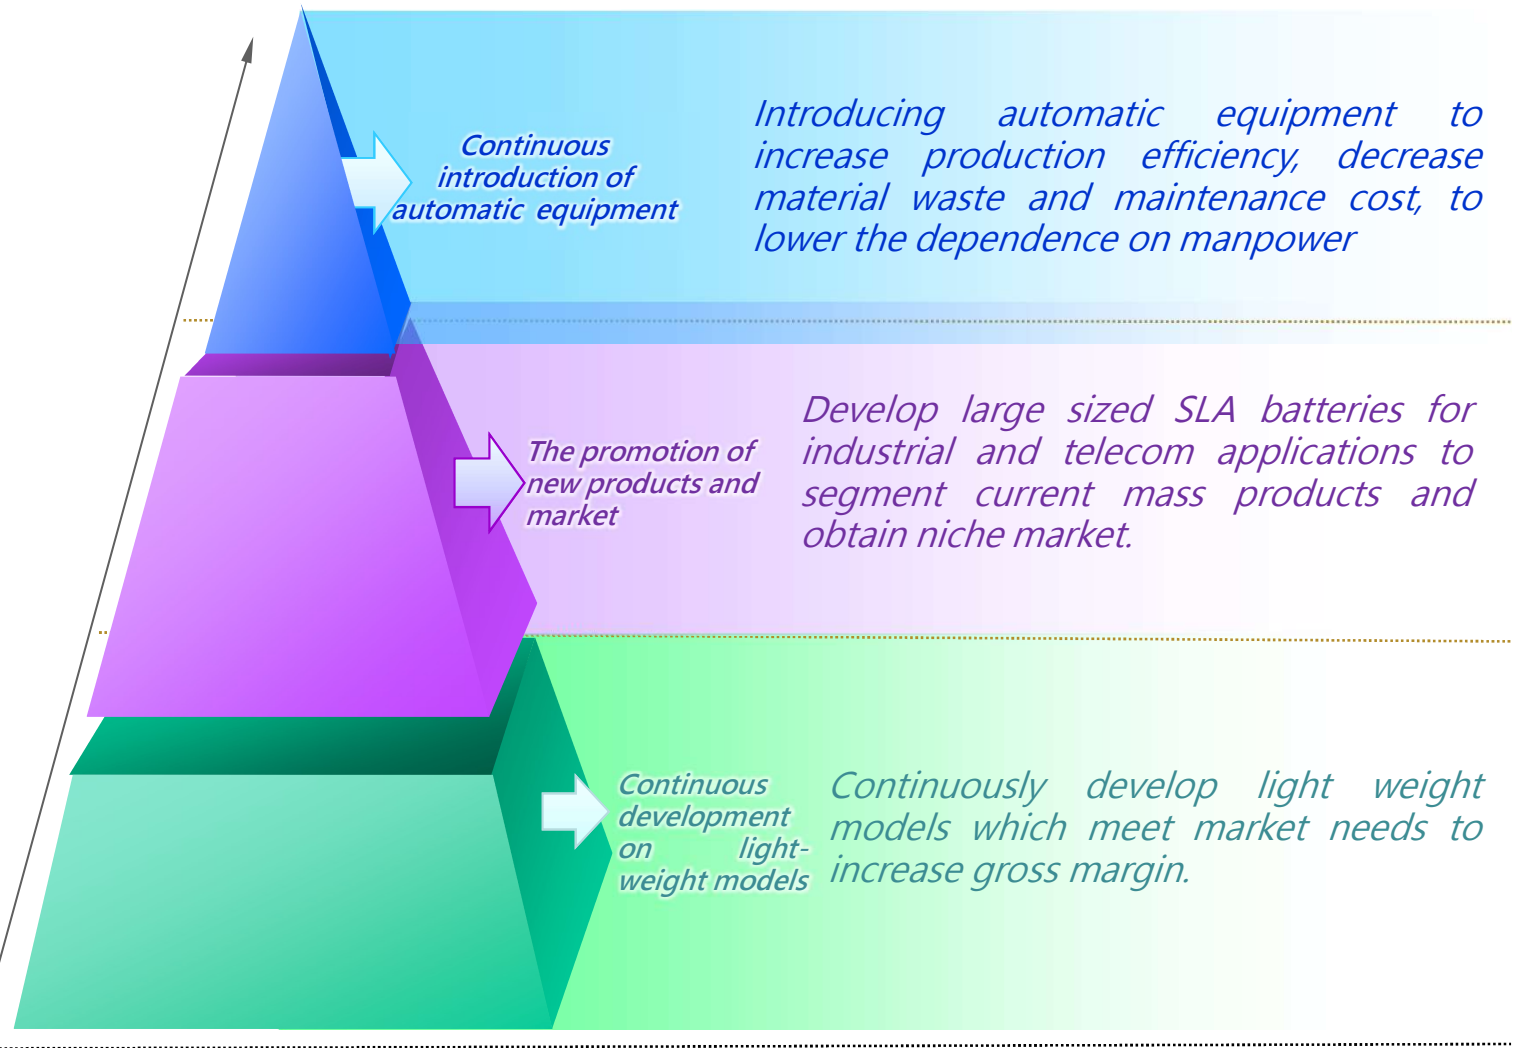 Continuous
introduction of
automatic equipment
Introducing automatic equipment to
increase production efficiency, decrease
material waste and maintenance cost, to
lower the dependence on manpower
The promotion of
new products and
market
Develop large sized SLA batteries for
industrial and telecom applications to
segment current mass products and
obtain niche market.
Continuous
development
on light-
weight models
Continuously develop light weight
models which meet market needs to
increase gross margin.